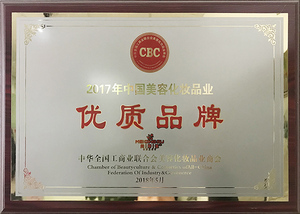 CBC
2017年中国美容化妆品业
优质品牌
中华全国工商业联合会美容化妆品业商会
Chamber of Beautyculture & Cosmetics of All-China
Federation Of Industry&Commerce
2018年5月